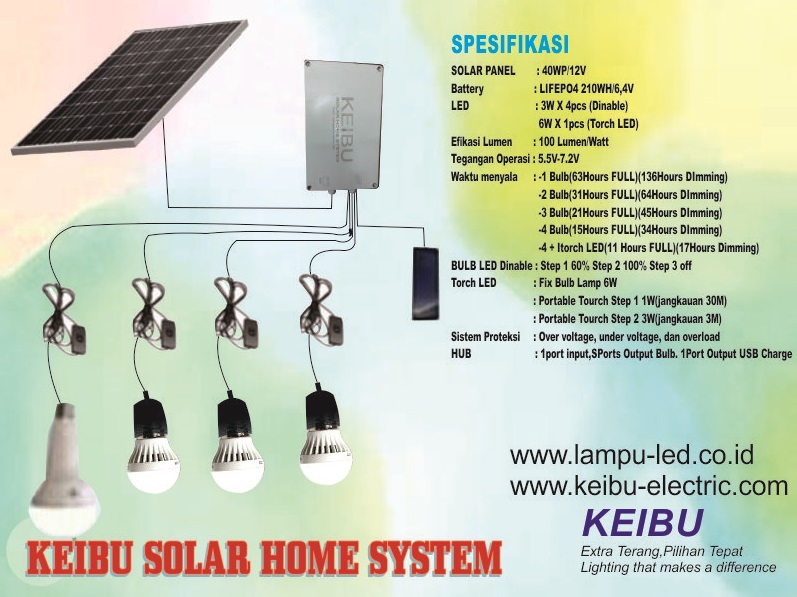 SPESIFIKASI
SOLAR PANEL : 40WP/12V
Battery : LIFEPO4 210WH/6,4V
LED : 3W X 4pcs (Dinable)
6W X 1pcs (Torch LED)
Efikasi Lumen : 100 Lumen/Watt
Tegangan Operasi : 5.5V-7.2V
Waktu menyala : -1 Bulb(63Hours FULL)(136Hours DImming)
-2 Bulb(31Hours FULL)(64Hours DImming)
-3 Bulb(21Hours FULL)(45Hours DImming)
-4 Bulb(15Hours FULL)(34Hours DImming)
-4 + Itorch LED(11 Hours FULL)(17Hours Dimming)
BULB LED Dinable : Step 1 60% Step 2 100% Step 3 off
Torch LED : Fix Bulb Lamp 6W
: Portable Tourch Step 1 1W(jangkauan 30M)
: Portable Tourch Step 2 3W(jangkauan 3M)
Sistem Proteksi : Over voltage, under voltage, dan overload
HUB : 1port input,SPorts Output Bulb. 1Port Output USB Charge
KEIBU
www.lampu-led.co.id
www.keibu-electric.com
KEIBU
Extra Terang,Pilihan Tepat
Lighting that makes a difference
KEIBU SOLAR HOME SYSTEM